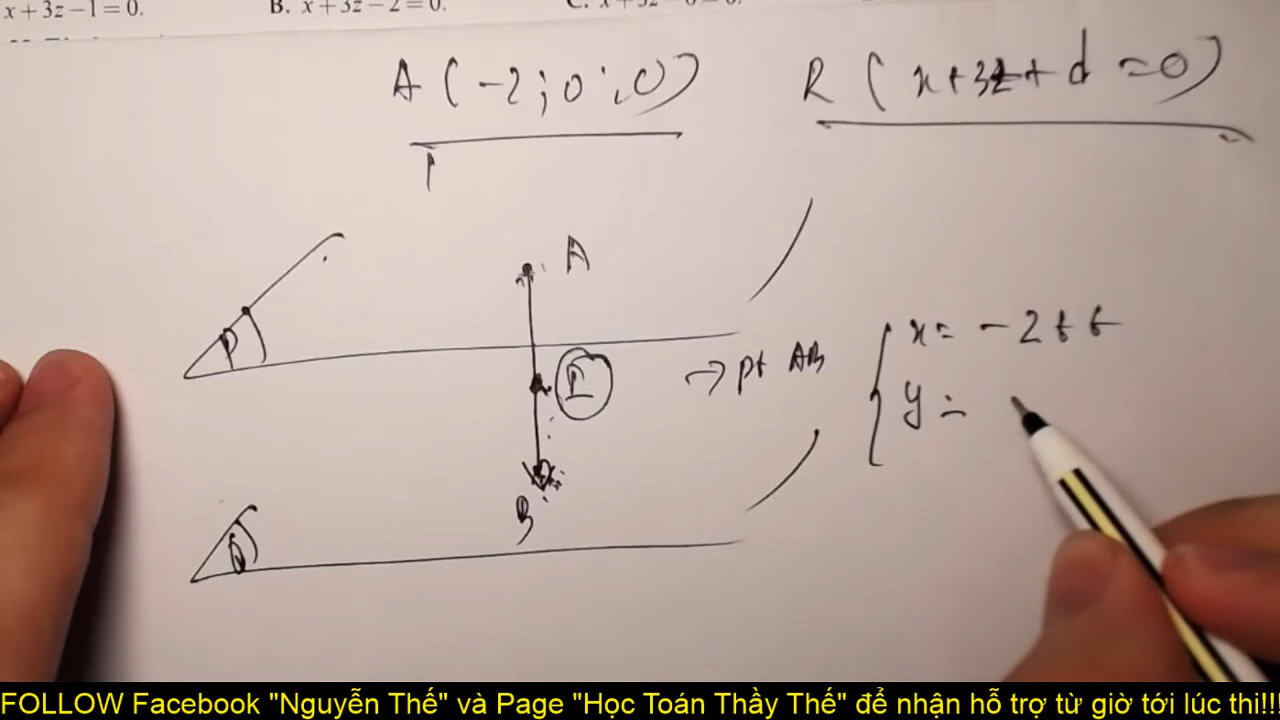 x+3z−1=0. B. x+3z−2=0. C.
A (-2; 0; 0) R (x+3z+d=0)
A
P
I
→ pt AB
{ x = -2+t
y =
B
Q
FOLLOW Facebook "Nguyễn Thế" và Page "Học Toán Thầy Thế" để nhận hỗ trợ từ giờ tới lúc thi!!!